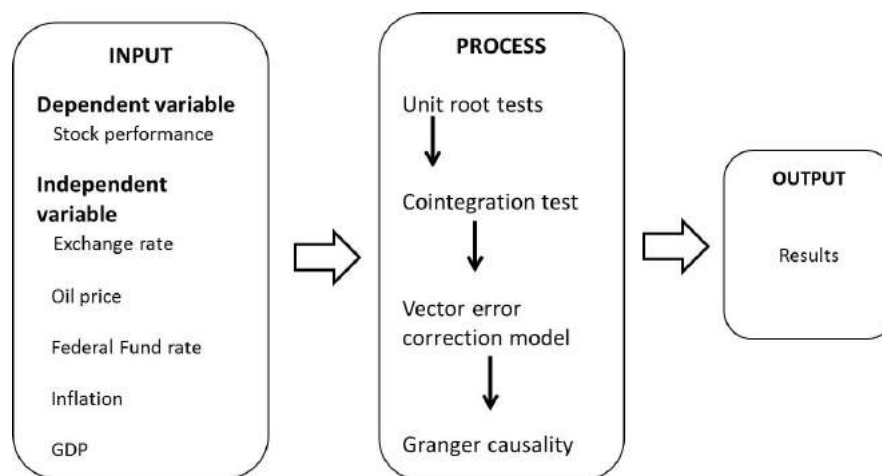 INPUT
Dependent variable
Stock performance
Independent
variable
Exchange rate
Oil price
Federal Fund rate
Inflation
GDP
PROCESS
Unit root tests
Cointegration test
Vector error
correction model
Granger causality
OUTPUT
Results